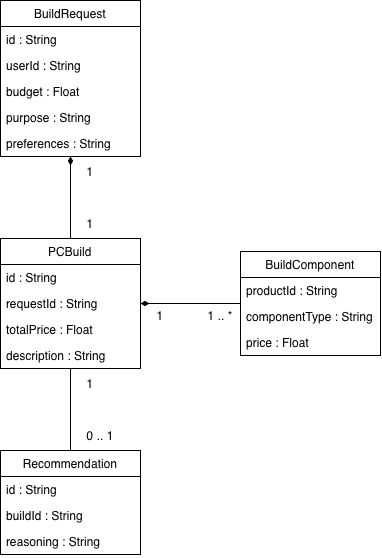 BuildRequest
id : String
userId : String
budget : Float
purpose : String
preferences : String
1
1
PCBuild
id : String
requestId : String
totalPrice : Float
description : String
1
1 .. *
BuildComponent
productId : String
componentType : String
price : Float
1
0 .. 1
Recommendation
id : String
buildId : String
reasoning : String